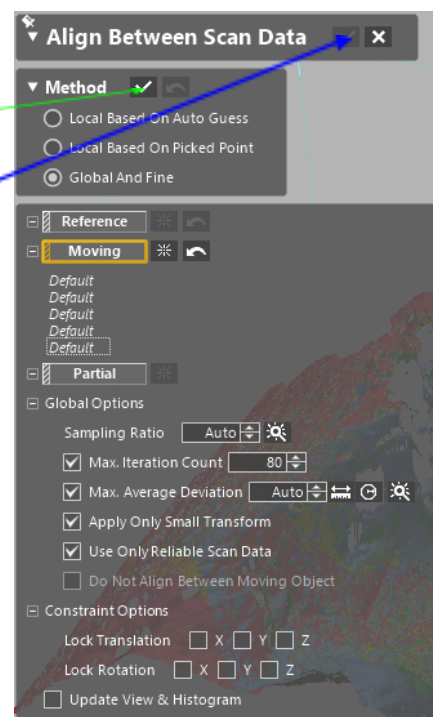 Align Between Scan Data
Method
Local Based On Auto Guess
Local Based On Picked Point
Global And Fine
Reference
Moving
Default
Default
Default
Default
Default
Partial
Global Options
Sampling Ratio Auto
Max. Iteration Count 80
Max. Average Deviation Auto
Apply Only Small Transform
Use Only Reliable Scan Data
Do Not Align Between Moving Object
Constraint Options
Lock Translation X Y Z
Lock Rotation X Y Z
Update View & Histogram